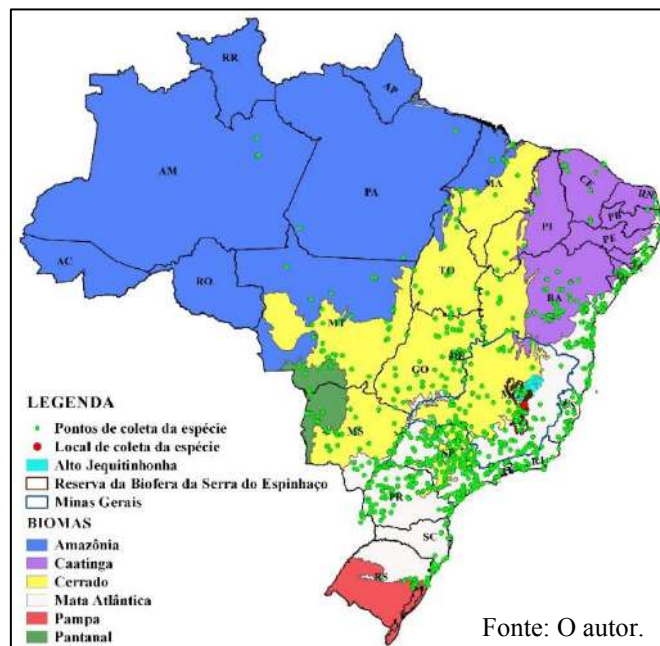 RR
AP
AM
PA
MA
CE
RN
PB
PI
PE
AC
TO
RO
BA
MT
DF
GO
MS
ES
SP
RJ
PR
SC
RS
LEGENDA
Pontos de coleta da espécie
Local de coleta da espécie
Alto Jequitinhonha
Reserva da Biofera da Serra do Espinhaço
Minas Gerais
BIOMAS
Amazônia
Caatinga
Cerrado
Mata Atlântica
Pampa
Pantanal
Fonte: O autor.